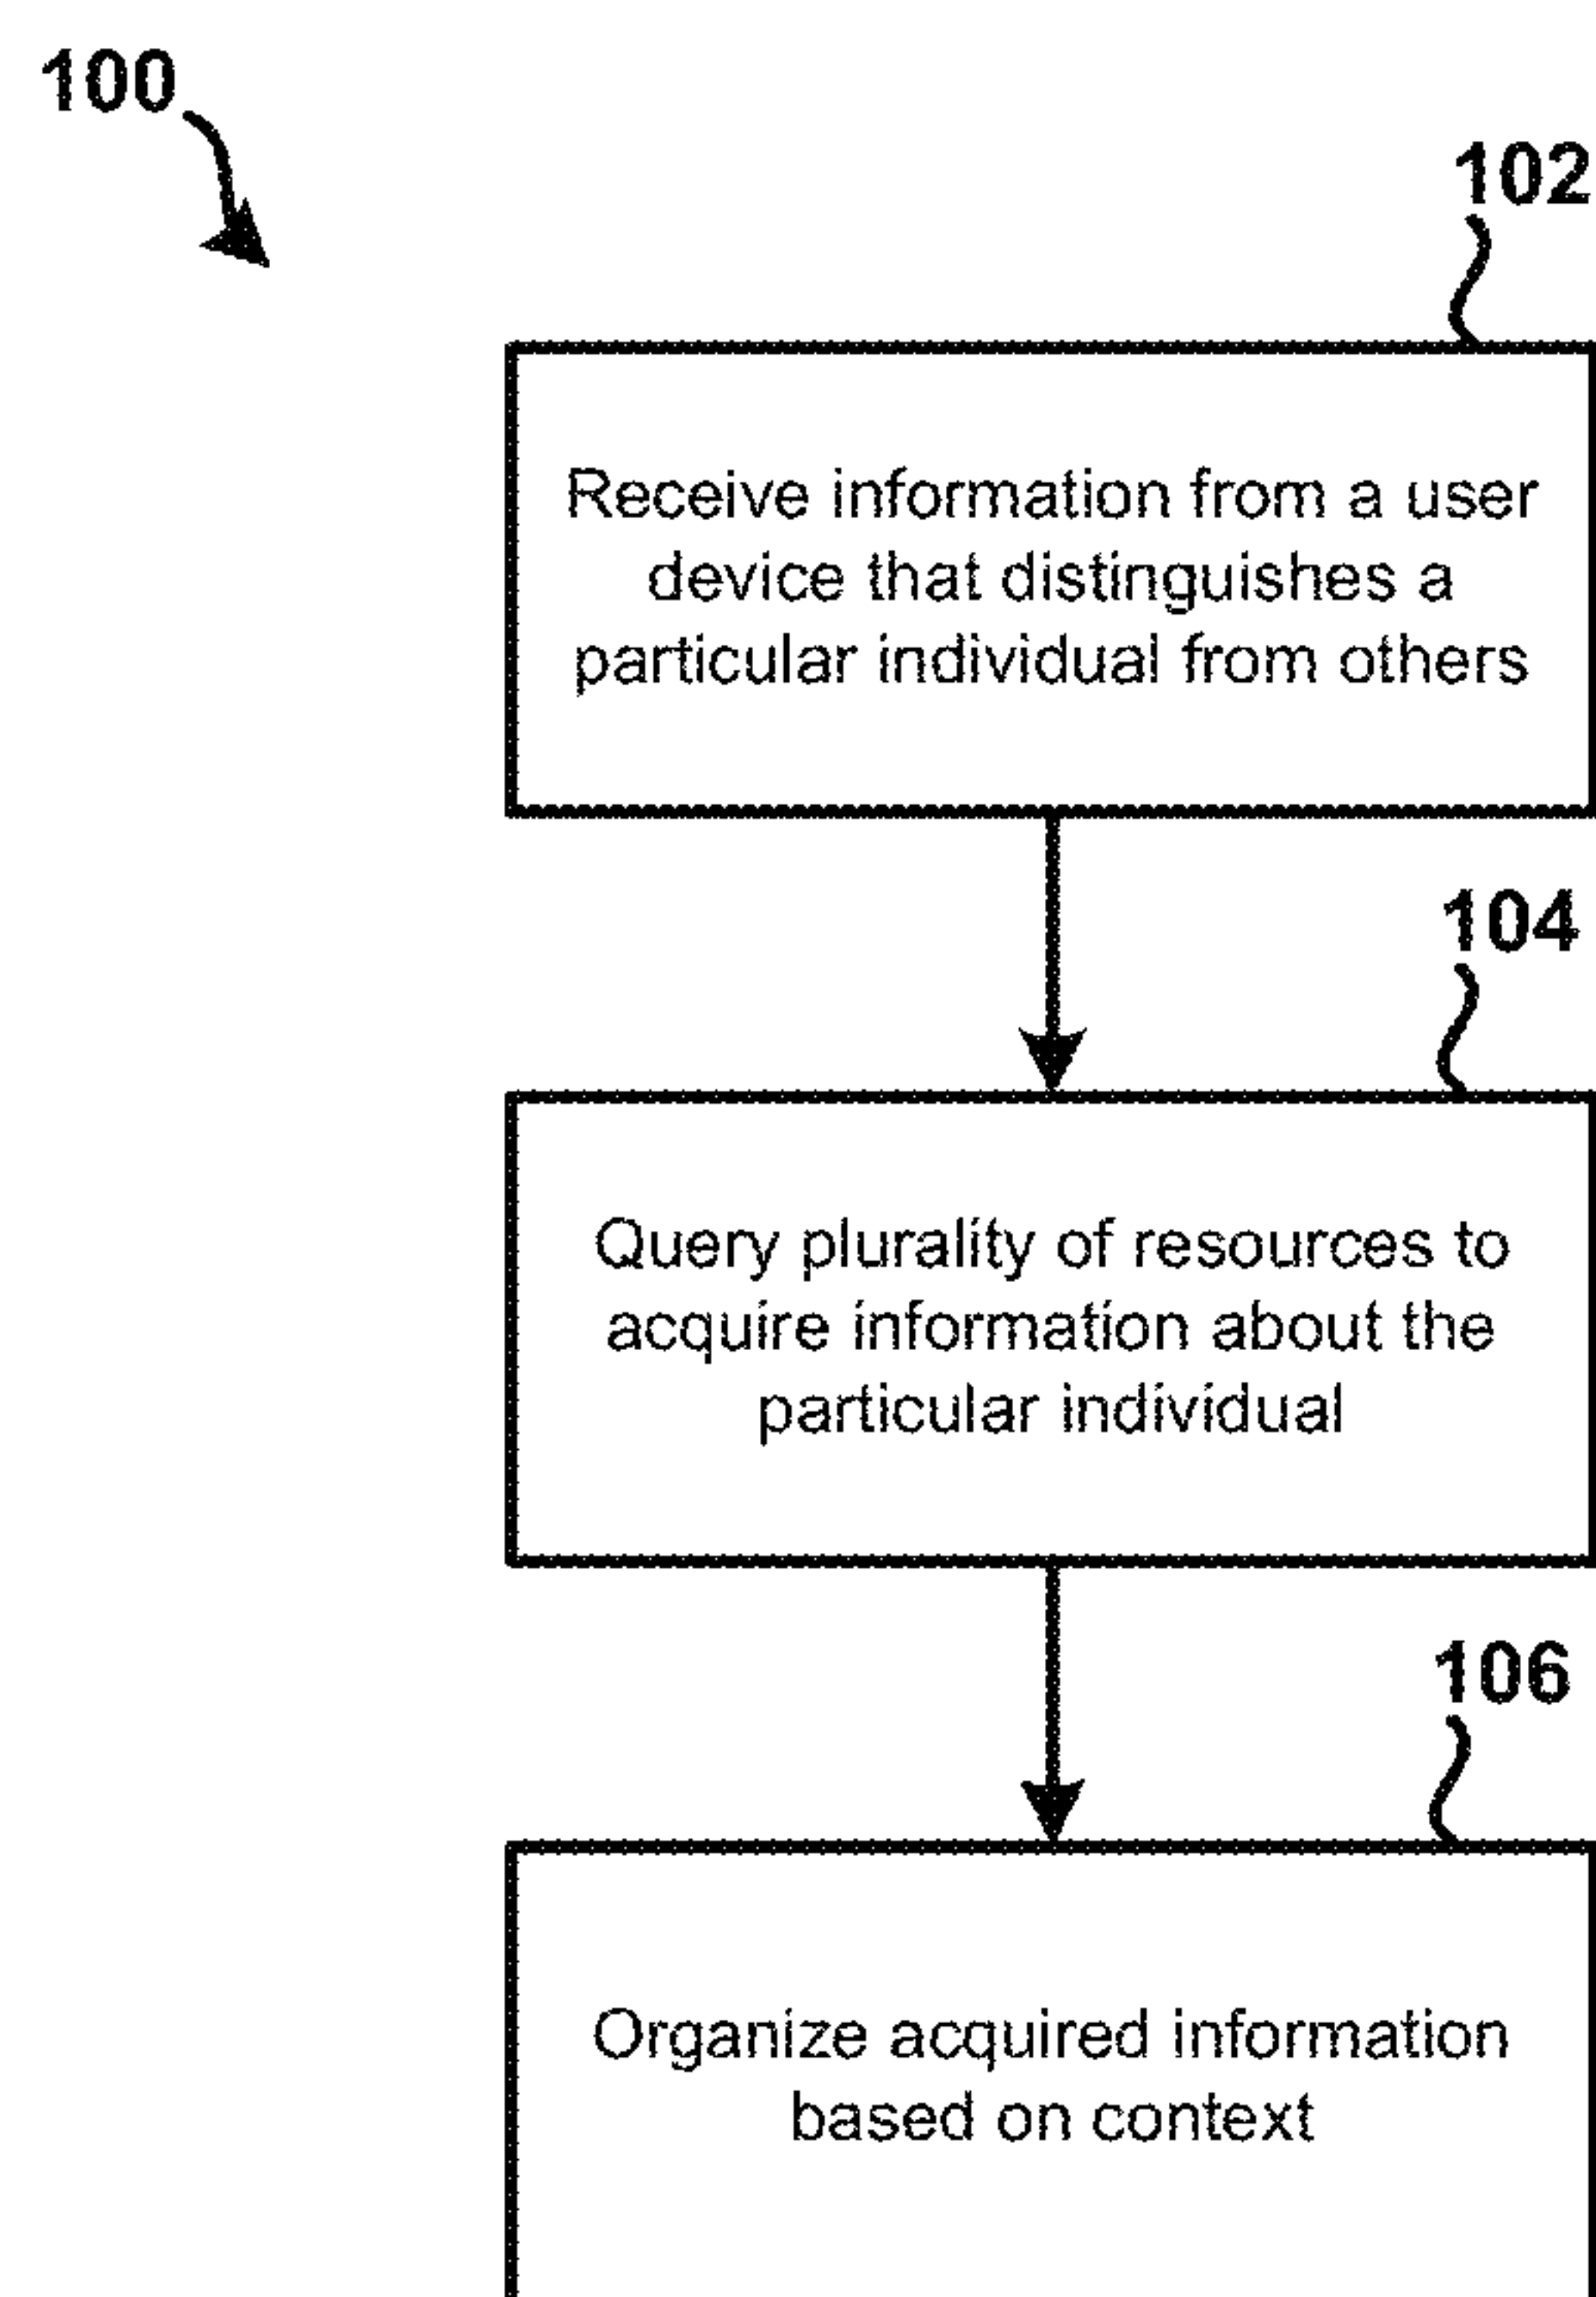 100
102
Receive information from a user
device that distinguishes a
particular individual from others
104
Query plurality of resources to
acquire information about the
particular individual
106
Organize acquired information
based on context